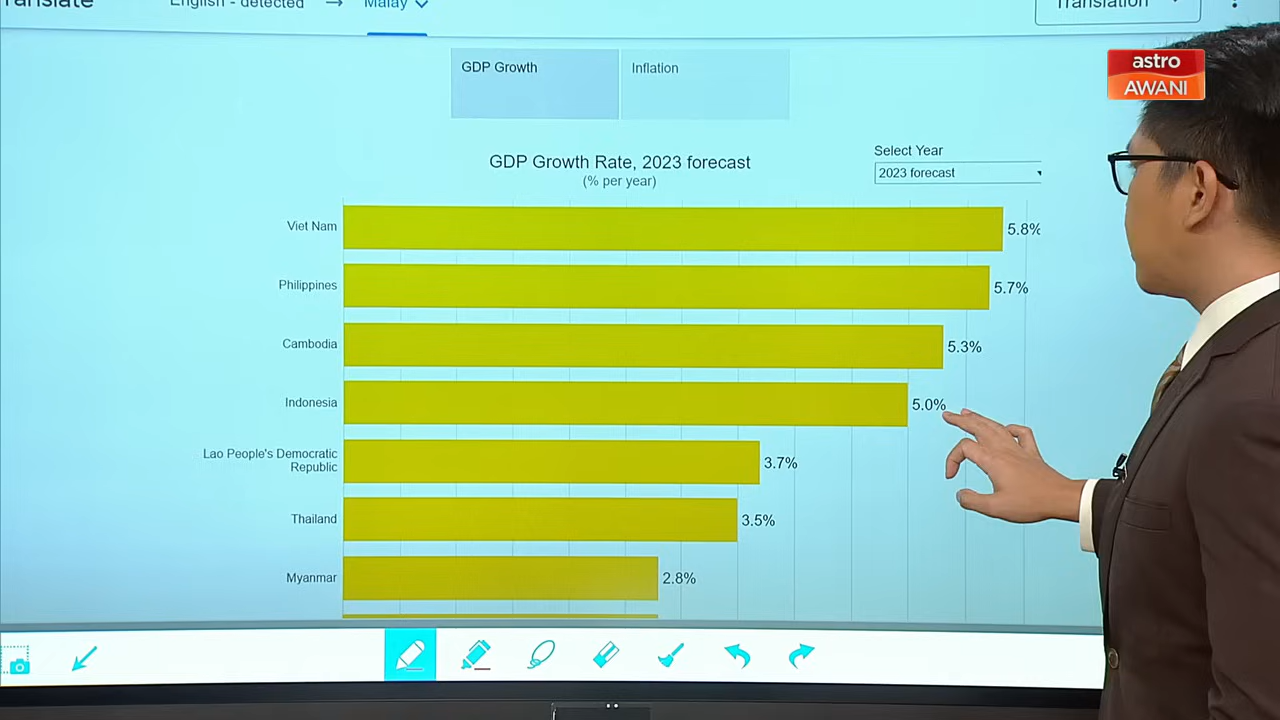 English - detected
Malay
Translation
astro
AWANI
GDP Growth
Inflation
GDP Growth Rate, 2023 forecast
(% per year)
Select Year
2023 forecast
Viet Nam
5.8%
Philippines
5.7%
Cambodia
5.3%
Indonesia
5.0%
Lao People's Democratic
Republic
3.7%
Thailand
3.5%
Myanmar
2.8%